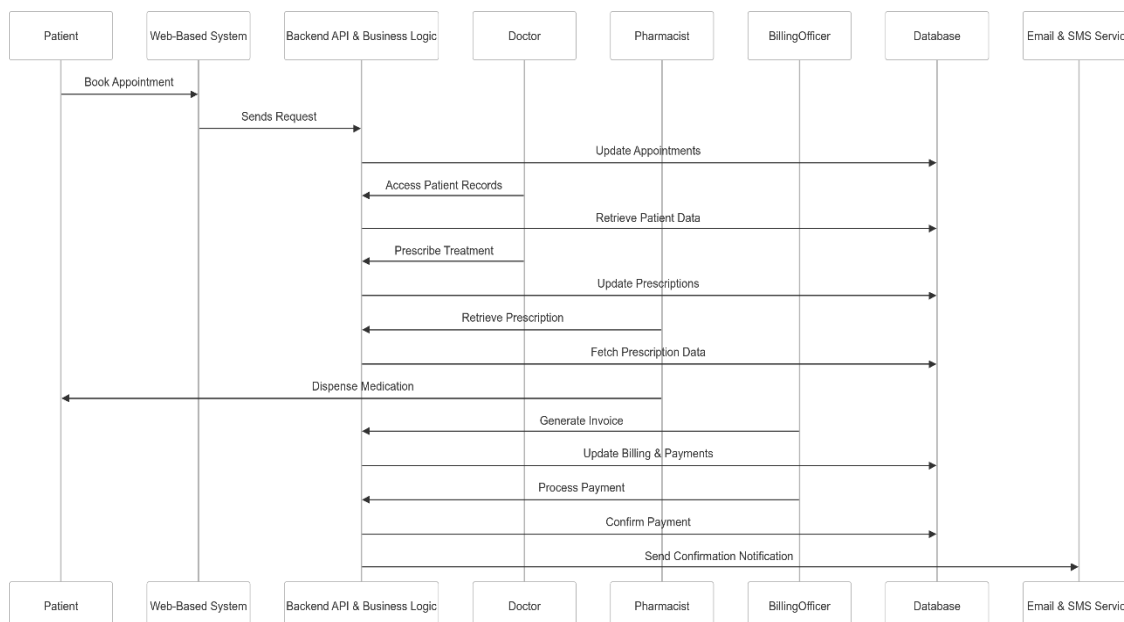 Patient
Web-Based System
Backend API & Business Logic
Doctor
Pharmacist
BillingOfficer
Database
Email & SMS Servic
Book Appointment
Sends Request
Update Appointments
Access Patient Records
Retrieve Patient Data
Prescribe Treatment
Update Prescriptions
Retrieve Prescription
Fetch Prescription Data
Dispense Medication
Generate Invoice
Update Billing & Payments
Process Payment
Confirm Payment
Send Confirmation Notification
Patient
Web-Based System
Backend API & Business Logic
Doctor
Pharmacist
BillingOfficer
Database
Email & SMS Servic